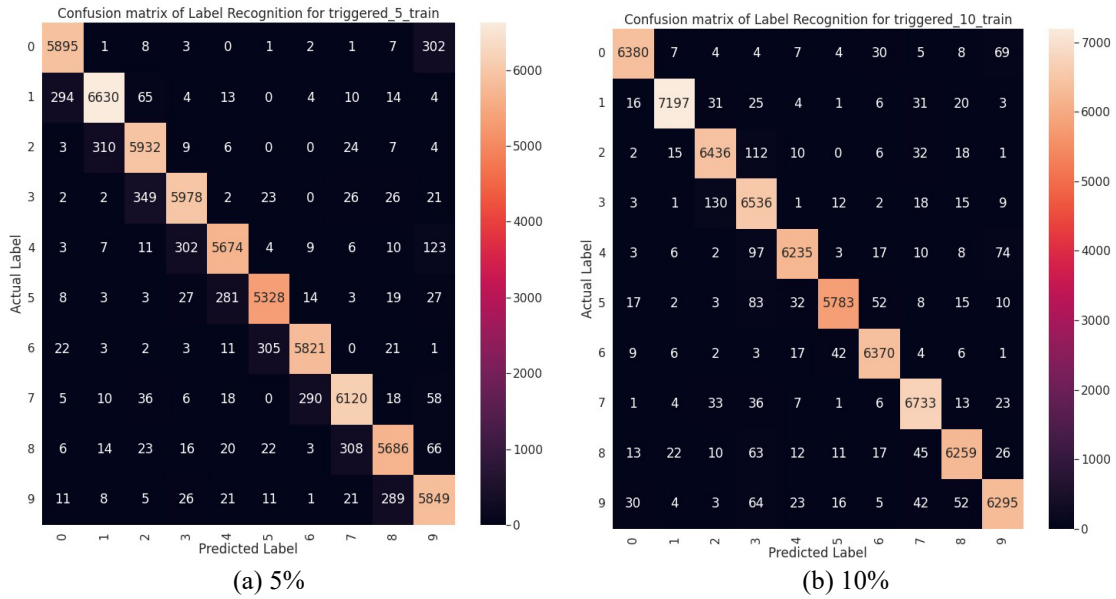 Confusion matrix of Label Recognition for triggered_5_train
0 5895 1 8 3 0 1 2 1 7 302
1 294 6630 65 4 13 0 4 10 14 4
2 3 310 5932 9 6 0 0 24 7 4
3 2 2 349 5978 2 23 0 26 26 21
4 3 7 11 302 5674 4 9 6 10 123
5 8 3 3 27 281 5328 14 3 19 27
6 22 3 2 3 11 305 5821 0 21 1
7 5 10 36 6 18 0 290 6120 18 58
8 6 14 23 16 20 22 3 308 5686 66
9 11 8 5 26 21 11 1 21 289 5849
0 1 2 3 4 5 6 7 8 9
Actual Label
Predicted Label
6000
5000
4000
3000
2000
1000
0
(a) 5%
Confusion matrix of Label Recognition for triggered_10_train
0 6380 7 4 4 7 4 30 5 8 69
1 16 7197 31 25 4 1 6 31 20 3
2 2 15 6436 112 10 0 6 32 18 1
3 3 1 130 6536 1 12 2 18 15 9
4 3 6 2 97 6235 3 17 10 8 74
5 17 2 3 83 32 5783 52 8 15 10
6 9 6 2 3 17 42 6370 4 6 1
7 1 4 33 36 7 1 6 6733 13 23
8 13 22 10 63 12 11 17 45 6259 26
9 30 4 3 64 23 16 5 42 52 6295
0 1 2 3 4 5 6 7 8 9
Actual Label
Predicted Label
7000
6000
5000
4000
3000
2000
1000
0
(b) 10%